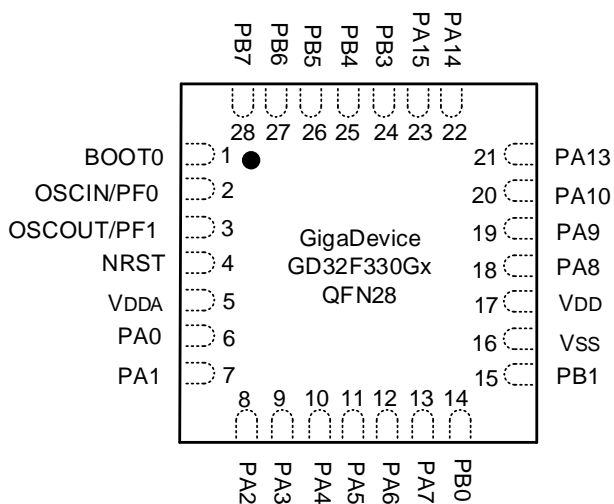 PB7 PB6 PB5 PB4 PB3 PA15 PA14
28 27 26 25 24 23 22
BOOT0 1 21 PA13
OSCIN/PF0 2 20 PA10
OSCOUT/PF1 3 19 PA9
NRST 4 18 PA8
VDDA 5 17 VDD
PA0 6 16 VSS
PA1 7 15 PB1
GigaDevice
GD32F330Gx
QFN28
8 9 10 11 12 13 14
PA2 PA3 PA4 PA5 PA6 PA7 PB0